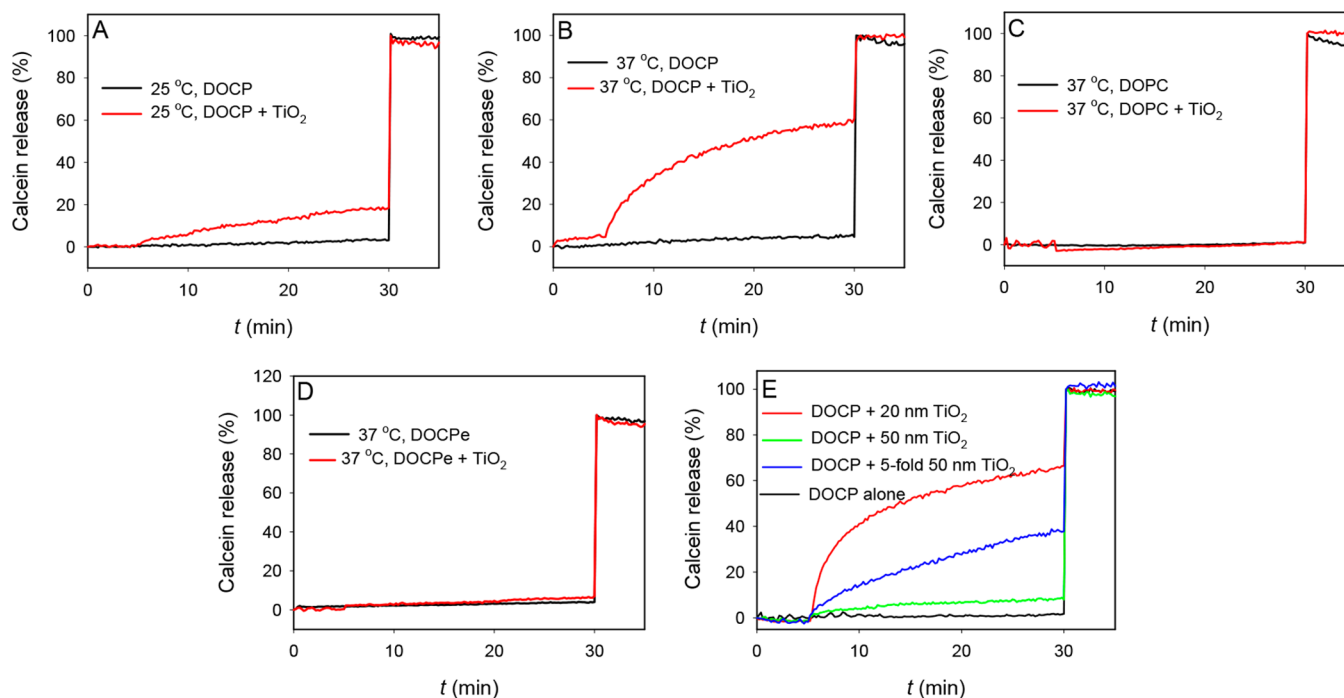 A
Calcein release (%)
100
80
60
40
20
0
25 °C, DOCP
25 °C, DOCP + TiO₂
0 10 20 30
t (min)
B
Calcein release (%)
100
80
60
40
20
0
37 °C, DOCP
37 °C, DOCP + TiO₂
0 10 20 30
t (min)
C
Calcein release (%)
100
80
60
40
20
0
37 °C, DOPC
37 °C, DOPC + TiO₂
0 10 20 30
t (min)
D
Calcein release (%)
120
100
80
60
40
20
0
37 °C, DOCPe
37 °C, DOCPe + TiO₂
0 10 20 30
t (min)
E
Calcein release (%)
100
80
60
40
20
0
DOCP + 20 nm TiO₂
DOCP + 50 nm TiO₂
DOCP + 5-fold 50 nm TiO₂
DOCP alone
0 10 20 30
t (min)